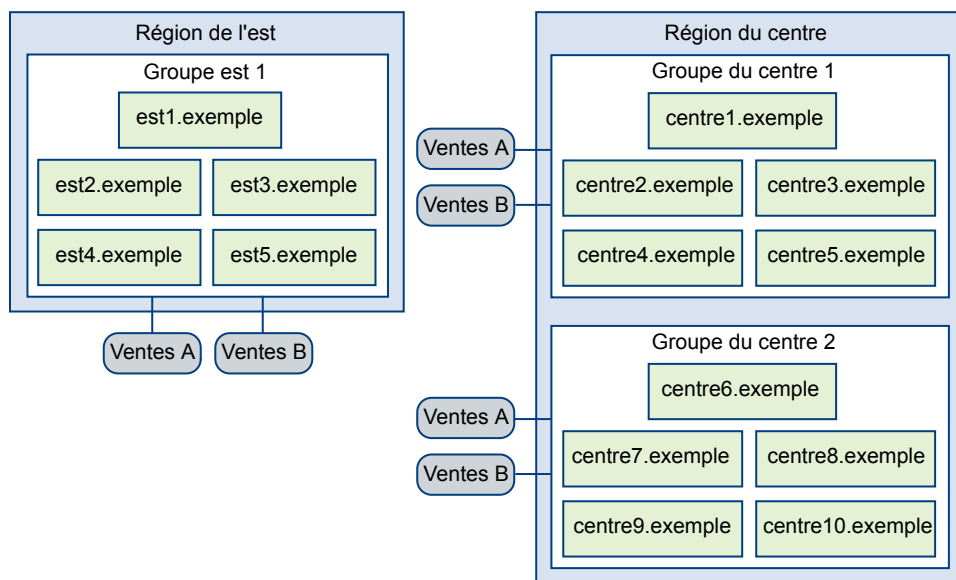 Région de l'est
Groupe est 1
est1.exemple
est2.exemple
est3.exemple
est4.exemple
est5.exemple
Ventes A
Ventes B
Région du centre
Groupe du centre 1
centre1.exemple
Ventes A
centre2.exemple
centre3.exemple
Ventes B
centre4.exemple
centre5.exemple
Groupe du centre 2
centre6.exemple
Ventes A
centre7.exemple
centre8.exemple
Ventes B
centre9.exemple
centre10.exemple